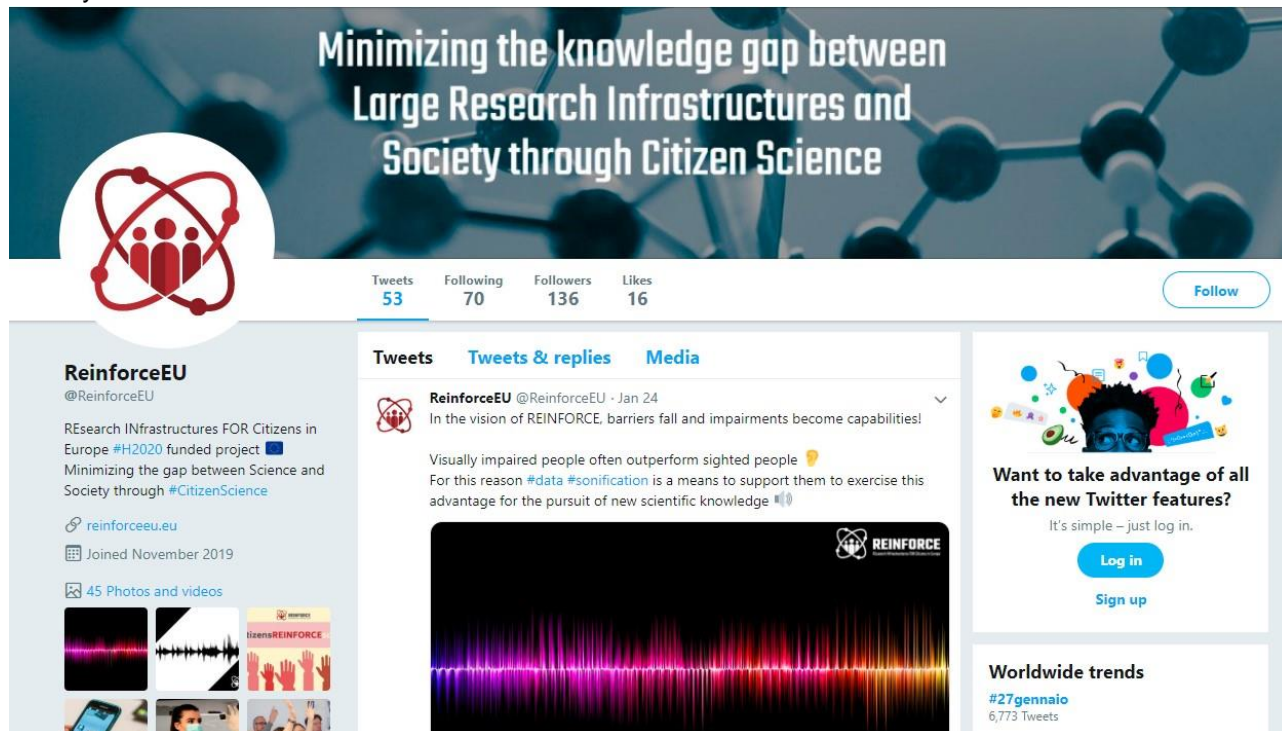 Minimizing the knowledge gap between
Large Research Infrastructures and
Society through Citizen Science
Tweets Following Followers Likes
53 70 136 16
Follow
ReinforceEU
@ReinforceEU
REsearch INfrastructures FOR Citizens in
Europe #H2020 funded project
Minimizing the gap between Science and
Society through #CitizenScience
reinforceeu.eu
Joined November 2019
45 Photos and videos
REINFORCE
tizensREINFORCE
Tweets Tweets & replies Media
ReinforceEU @ReinforceEU · Jan 24
In the vision of REINFORCE, barriers fall and impairments become capabilities!
Visually impaired people often outperform sighted people
For this reason #data #sonification is a means to support them to exercise this
advantage for the pursuit of new scientific knowledge
REINFORCE
Want to take advantage of all
the new Twitter features?
It's simple – just log in.
Log in
Sign up
Worldwide trends
#27gennaio
6,773 Tweets